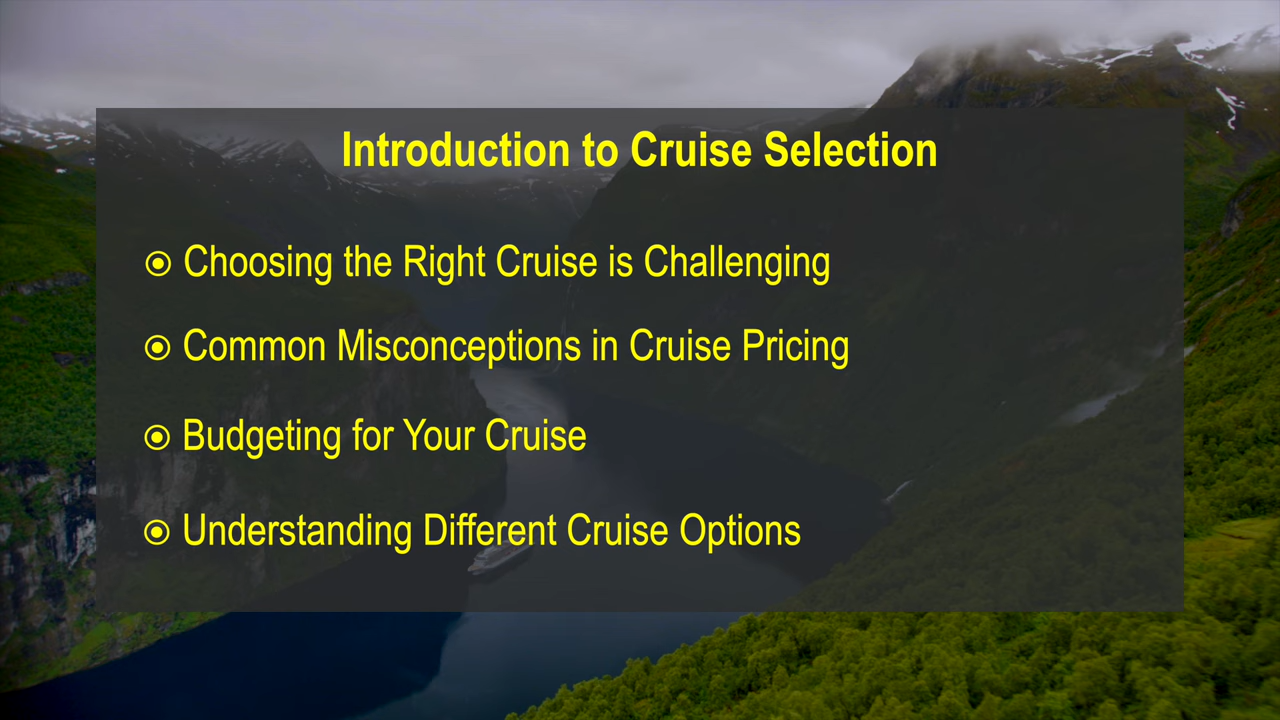 Introduction to Cruise Selection
Choosing the Right Cruise is Challenging
Common Misconceptions in Cruise Pricing
Budgeting for Your Cruise
Understanding Different Cruise Options